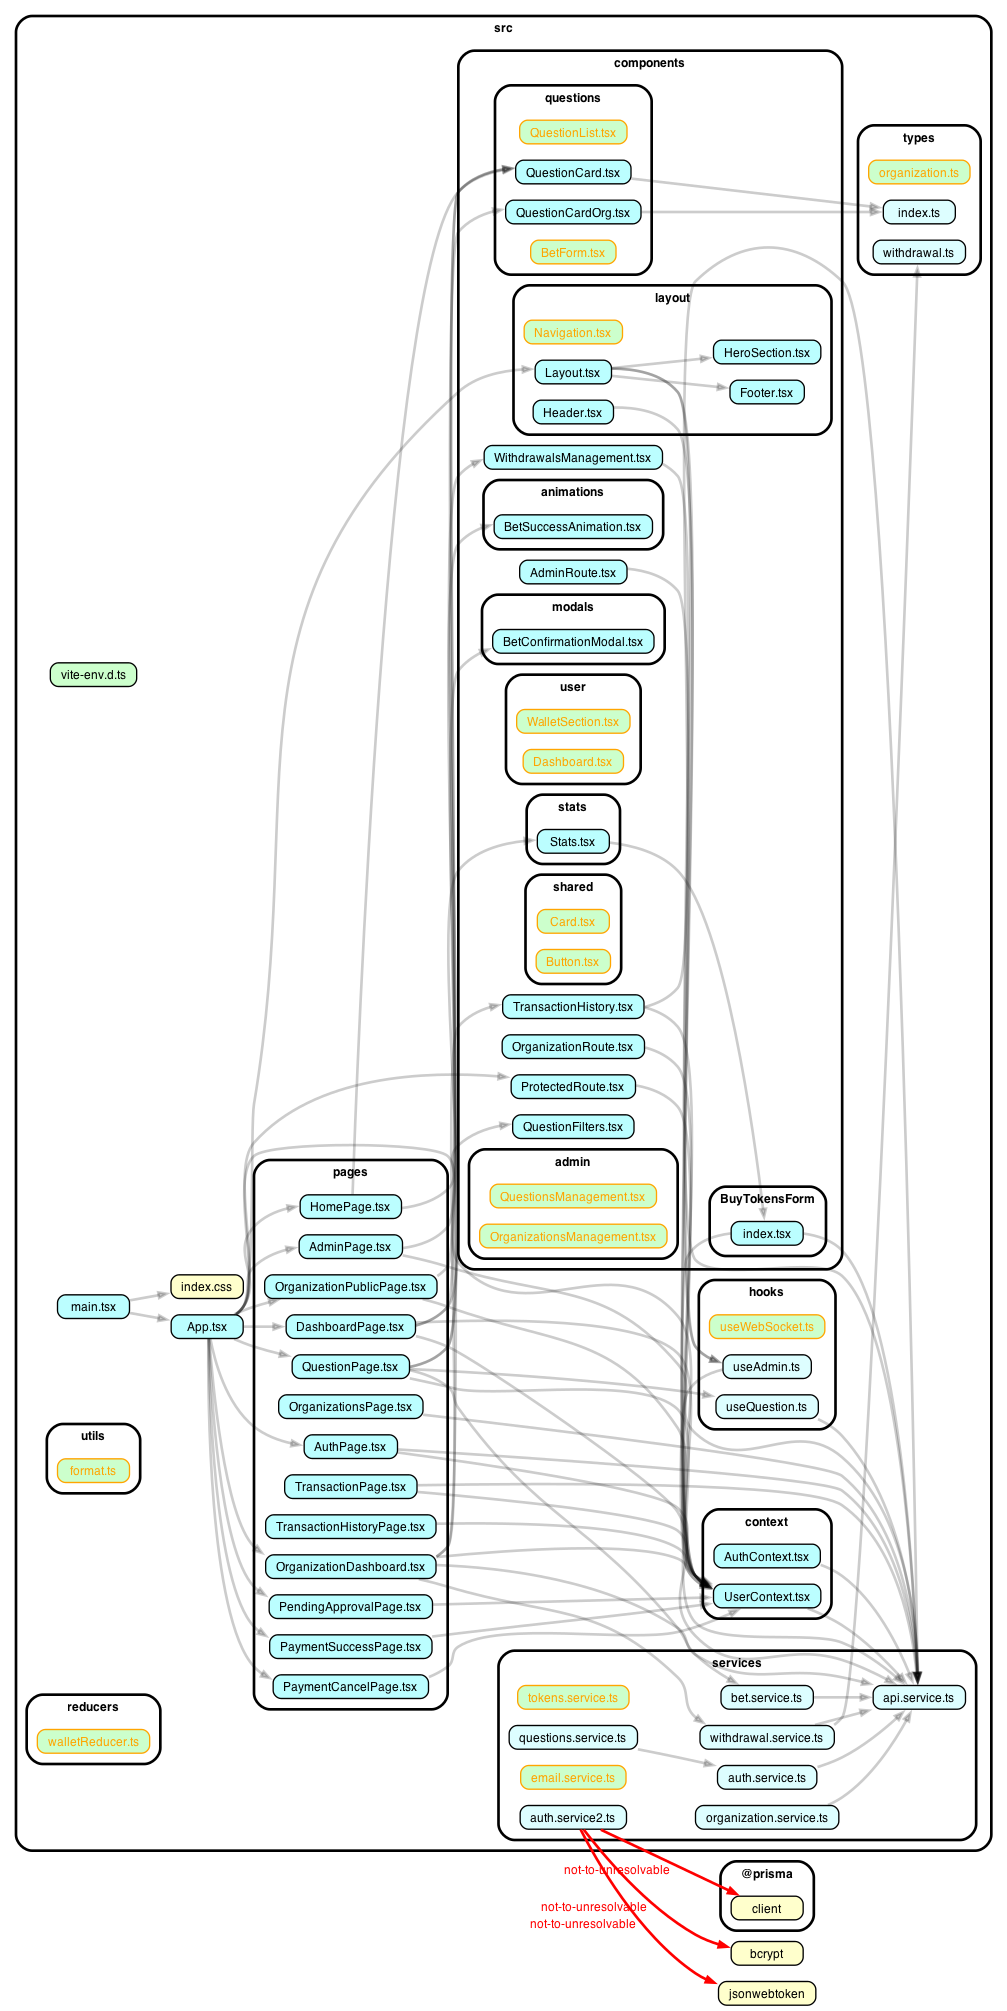 src
components
questions
QuestionList.tsx
QuestionCard.tsx
QuestionCardOrg.tsx
BetForm.tsx
types
organization.ts
index.ts
withdrawal.ts
layout
Navigation.tsx
Layout.tsx
Header.tsx
HeroSection.tsx
Footer.tsx
WithdrawalsManagement.tsx
animations
BetSuccessAnimation.tsx
AdminRoute.tsx
modals
BetConfirmationModal.tsx
vite-env.d.ts
user
WalletSection.tsx
Dashboard.tsx
stats
Stats.tsx
shared
Card.tsx
Button.tsx
TransactionHistory.tsx
OrganizationRoute.tsx
ProtectedRoute.tsx
QuestionFilters.tsx
admin
QuestionsManagement.tsx
OrganizationsManagement.tsx
BuyTokensForm
index.tsx
pages
HomePage.tsx
AdminPage.tsx
OrganizationPublicPage.tsx
DashboardPage.tsx
QuestionPage.tsx
OrganizationsPage.tsx
AuthPage.tsx
TransactionPage.tsx
TransactionHistoryPage.tsx
OrganizationDashboard.tsx
PendingApprovalPage.tsx
PaymentSuccessPage.tsx
PaymentCancelPage.tsx
main.tsx
index.css
App.tsx
hooks
useWebSocket.ts
useAdmin.ts
useQuestion.ts
utils
format.ts
context
AuthContext.tsx
UserContext.tsx
reducers
walletReducer.ts
services
tokens.service.ts
questions.service.ts
email.service.ts
auth.service2.ts
bet.service.ts
withdrawal.service.ts
auth.service.ts
organization.service.ts
api.service.ts
not-to-unresolvable
not-to-unresolvable
not-to-unresolvable
@prisma
client
bcrypt
jsonwebtoken